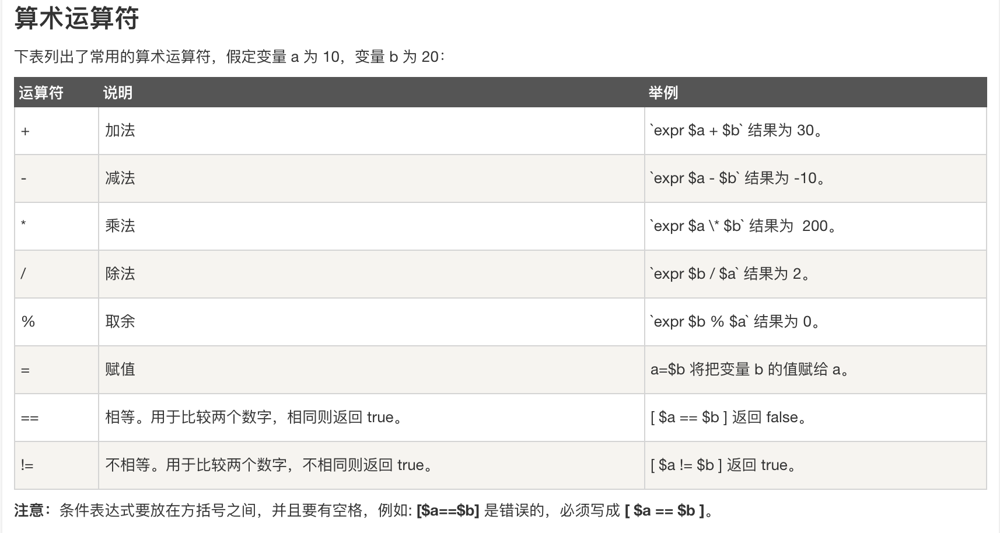 算术运算符
下表列出了常用的算术运算符，假定变量 a 为 10，变量 b 为 20：
运算符 说明 举例
+ 加法 `expr $a + $b` 结果为 30。
- 减法 `expr $a - $b` 结果为 -10。
* 乘法 `expr $a \* $b` 结果为  200。
/ 除法 `expr $b / $a` 结果为 2。
% 取余 `expr $b % $a` 结果为 0。
= 赋值 a=$b 将把变量 b 的值赋给 a。
== 相等。用于比较两个数字，相同则返回 true。 [ $a == $b ] 返回 false。
!= 不相等。用于比较两个数字，不相同则返回 true。 [ $a != $b ] 返回 true。
注意：条件表达式要放在方括号之间，并且要有空格，例如: [$a==$b] 是错误的，必须写成 [ $a == $b ]。